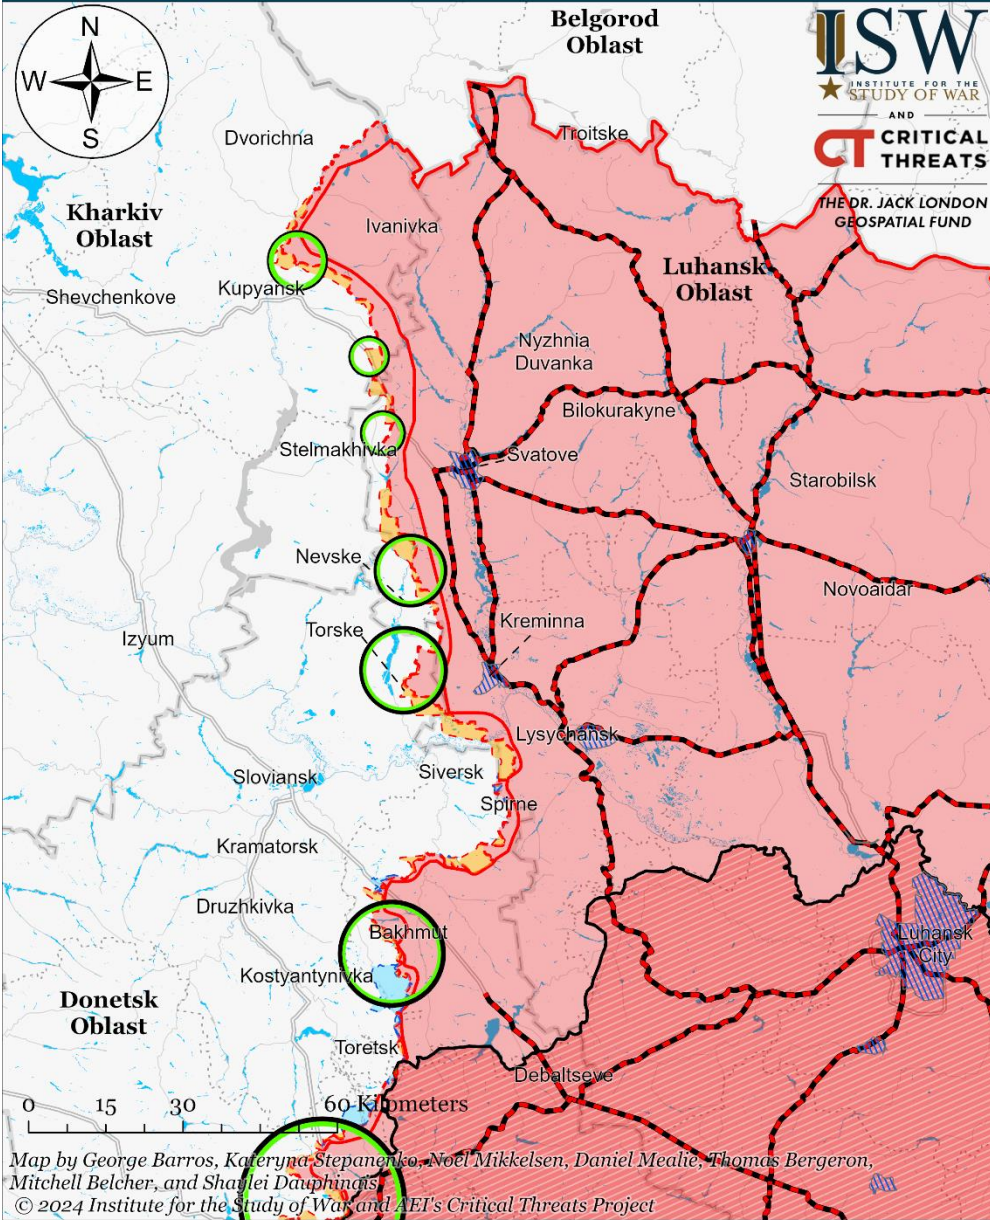 Belgorod
Oblast
ISW
INSTITUTE FOR THE
STUDY OF WAR
AND
CT CRITICAL
THREATS
THE DR. JACK LONDON
GEOSPATIAL FUND
N
W E
S
Dvorichna
Troitske
Kharkiv
Oblast
Ivanivka
Luhansk
Oblast
Shevchenkove
Kupyansk
Nyzhnia
Duvanka
Bilokurakyne
Stelmakhivka
Svatove
Starobilsk
Nevske
Novoaidar
Izyum
Torske
Kreminna
Lysychansk
Sloviansk
Siversk
Spirne
Kramatorsk
Druzhkivka
Bakhmut
Luhansk
City
Kostyantynivka
Donetsk
Oblast
Toretsk
Debaltseve
0 15 30 60 Kilometers
Map by George Barros, Kateryna Stepanenko, Noel Mikkelsen, Daniel Mealie, Thomas Bergeron,
Mitchell Belcher, and Shaylei Dauphinais
© 2024 Institute for the Study of War and AEI's Critical Threats Project